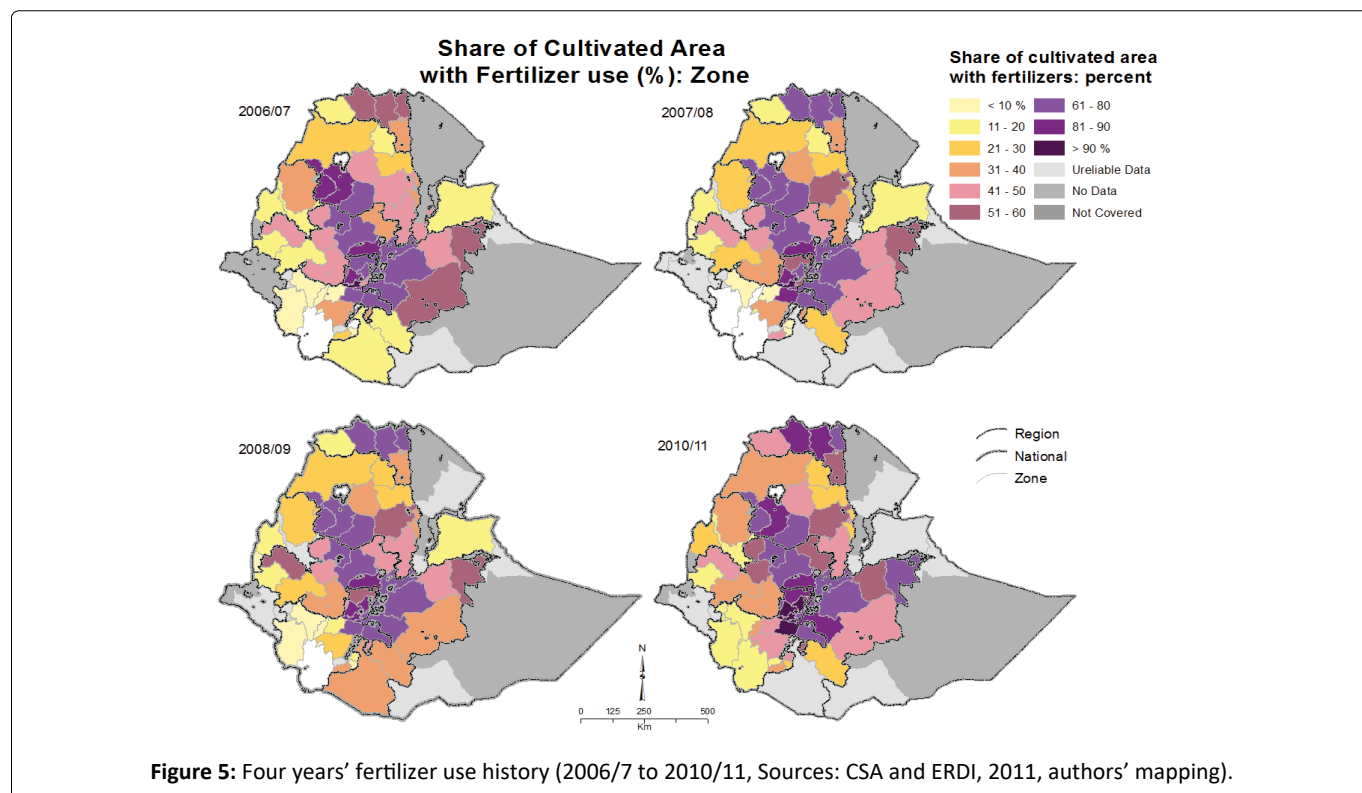 Share of Cultivated Area
with Fertilizer use (%): Zone
Share of cultivated area
with fertilizers: percent
< 10 %
11 - 20
21 - 30
31 - 40
41 - 50
51 - 60
61 - 80
81 - 90
> 90 %
Ureliable Data
No Data
Not Covered
2006/07
2007/08
2008/09
2010/11
Region
National
Zone
N
0 125 250 500
Km
Figure 5: Four years’ fertilizer use history (2006/7 to 2010/11, Sources: CSA and ERDI, 2011, authors’ mapping).